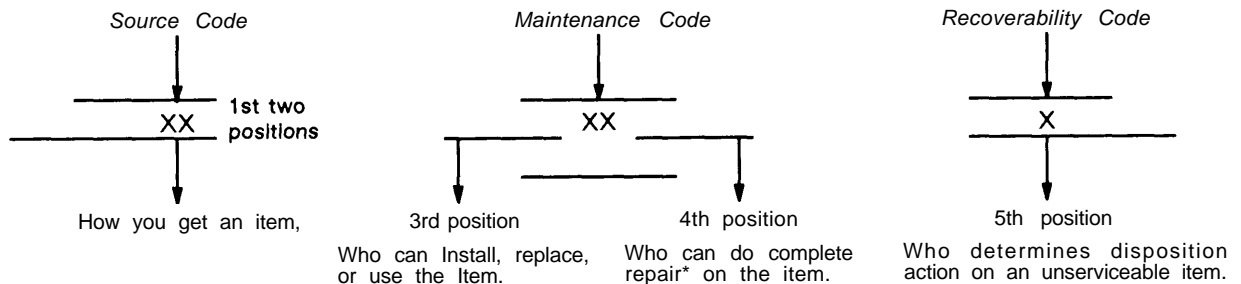 Source Code
1st two
positions
XX
How you get an item,
Maintenance Code
XX
3rd position
Who can Install, replace,
or use the Item.
4th position
Who can do complete
repair* on the item.
Recoverability Code
X
5th position
Who determines disposition
action on an unserviceable item.